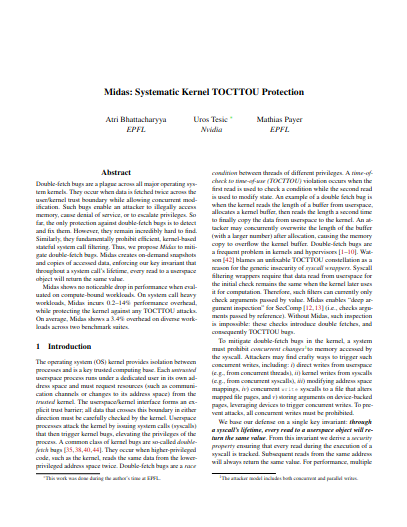 Midas: Systematic Kernel TOCTTOU Protection
Atri Bhattacharyya
EPFL
Uros Tesic *
Nvidia
Mathias Payer
EPFL
Abstract
Double-fetch bugs are a plague across all major operating sys-
tem kernels. They occur when data is fetched twice across the
user/kernel trust boundary while allowing concurrent mod-
ification. Such bugs enable an attacker to illegally access
memory, cause denial of service, or to escalate privileges. So
far, the only protection against double-fetch bugs is to detect
and fix them. However, they remain incredibly hard to find.
Similarly, they fundamentally prohibit efficient, kernel-based
stateful system call filtering. Thus, we propose Midas to miti-
gate double-fetch bugs. Midas creates on-demand snapshots
and copies of accessed data, enforcing our key invariant that
throughout a system call's lifetime, every read to a userspace
object will return the same value.
Midas shows no noticeable drop in performance when eval-
uated on compute-bound workloads. On system call heavy
workloads, Midas incurs 0.2–14% performance overhead,
while protecting the kernel against any TOCTTOU attacks.
On average, Midas shows a 3.4% overhead on diverse work-
loads across two benchmark suites.
1 Introduction
The operating system (OS) kernel provides isolation between
processes and is a key trusted computing base. Each untrusted
userspace process runs under a dedicated user in its own ad-
dress space and must request resources (such as communica-
tion channels or changes to its address space) from the
trusted kernel. The userspace/kernel interface forms an ex-
plicit trust barrier; all data that crosses this boundary in either
direction must be carefully checked by the kernel. Userspace
processes attack the kernel by issuing system calls (syscalls)
that then trigger kernel bugs, elevating the privileges of the
process. A common class of kernel bugs are so-called double-
fetch bugs [35, 38, 40, 44]. They occur when higher-privileged
code, such as the kernel, reads the same data from the lower-
privileged address space twice. Double-fetch bugs are a race
*This work was done during the author's time at EPFL.
condition between threads of different privileges. A time-of-
check to time-of-use (TOCTTOU) violation occurs when the
first read is used to check a condition while the second read
is used to modify state. An example of a double fetch bug is
when the kernel reads the length of a buffer from userspace,
allocates a kernel buffer, then reads the length a second time
to finally copy the data from userspace to the kernel. An at-
tacker may concurrently overwrite the length of the buffer
(with a larger number) after allocation, causing the memory
copy to overflow the kernel buffer. Double-fetch bugs are
a frequent problem in kernels and hypervisors [1–10]. Wat-
son[42] blames an unfixable TOCTTOU constellation as a
reason for the generic insecurity of syscall wrappers. Syscall
filtering wrappers require that data read from userspace for
the initial check remains the same when the kernel later uses
it for computation. Therefore, such filters can currently only
check arguments passed by value. Midas enables "deep ar-
gument inspection" for SecComp [12,13] (i.e., checks argu-
ments passed by reference). Without Midas, such inspection is
impossible: these checks introduce double fetches, and
consequently TOCTTOU bugs.
To mitigate double-fetch bugs in the kernel, a system
must prohibit concurrent changes¹ to memory accessed by the
syscall. Attackers may find crafty ways to trigger such
concurrent writes, including: i) direct writes from userspace
(e.g., from concurrent threads), ii) kernel writes from syscalls
(e.g., from concurrent syscalls), iii) modifying address space
mappings, iv) concurrent write syscalls to a file that alters
mapped file pages, and v) storing arguments on device-backed
pages, leveraging devices to trigger concurrent writes. To pre-
vent attacks, all concurrent writes must be prohibited.
We base our defense on a single key invariant: through
a syscall's lifetime, every read to a userspace object will re-
turn the same value. From this invariant we derive a security
property ensuring that every read during the execution of
a syscall is tracked. Subsequent reads from the same address
will always return the same value. For performance, multiple
¹The attacker model includes both concurrent and parallel writes.